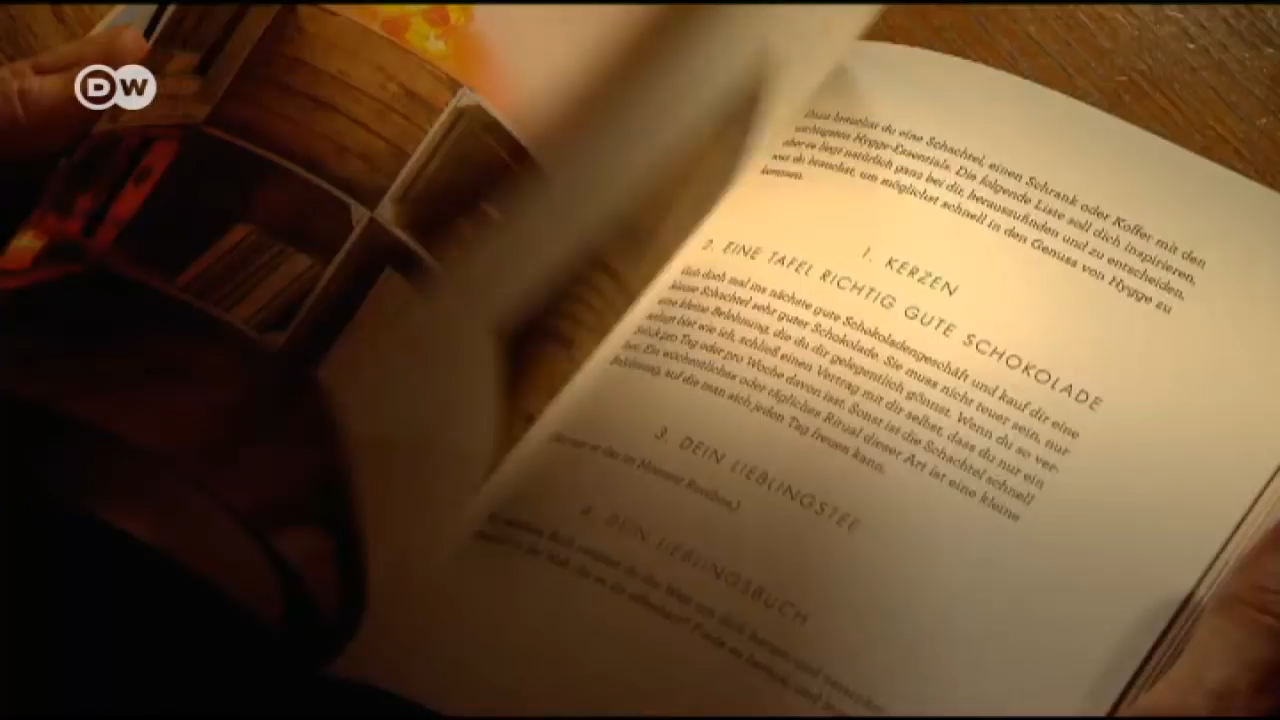 DW
Dazu brauchst du eine Schachtel, einen Schrank oder Koffer mit den
wichtigsten Hygge-Essentials. Die folgende Liste soll dich inspirieren,
aber es liegt natürlich ganz bei dir, herauszufinden und zu entscheiden,
was du brauchst, um möglichst schnell in den Genuss von Hygge zu
kommen.
1. KERZEN
2. EINE TAFEL RICHTIG GUTE SCHOKOLADE
Geh doch mal ins nächste gute Schokoladengeschäft und kauf dir eine
kleine Schachtel sehr guter Schokolade. Sie muss nicht teuer sein, nur
eine kleine Belohnung, die du dir gelegentlich gönnst. Wenn du so ver-
bist wie ich, schließ einen Vertrag mit dir selbst, dass du nur ein
Stück pro Tag oder pro Woche davon isst. Sonst ist die Schachtel schnell
leer. Ein wöchentliches oder tägliches Ritual dieser Art ist eine kleine
Belohnung, auf die man sich jeden Tag freuen kann.
3. DEIN LIEBLINGSTEE
ist das im Moment Rooibos.)
4. DEIN LIEBLINGSBUCH